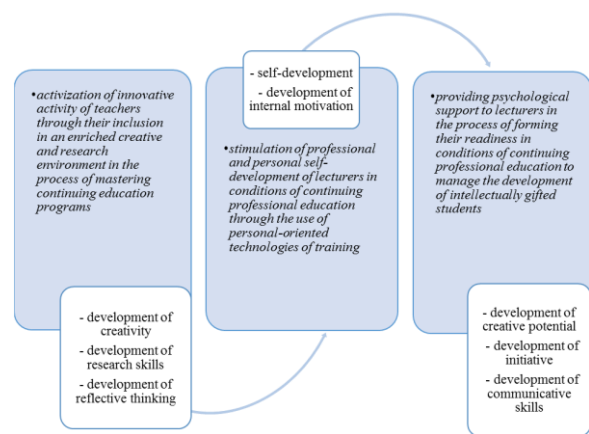 •activization of innovative
activity of teachers
through their inclusion
in an enriched creative
and research
environment in the
process of mastering
continuing education
programs
- development of
creativity
- development of
research skills
- development of
reflective thinking
- self-development
- development of
internal motivation
•stimulation of professional
and personal self-
development of lecturers in
conditions of continuing
professional education
through the use of
personal-oriented
technologies of training
•providing psychological
support to lecturers in
the process of forming
their readiness in
conditions of continuing
professional education to
manage the development
of intellectually gifted
students
- development of
creative potential
- development of
initiative
- development of
communicative
skills